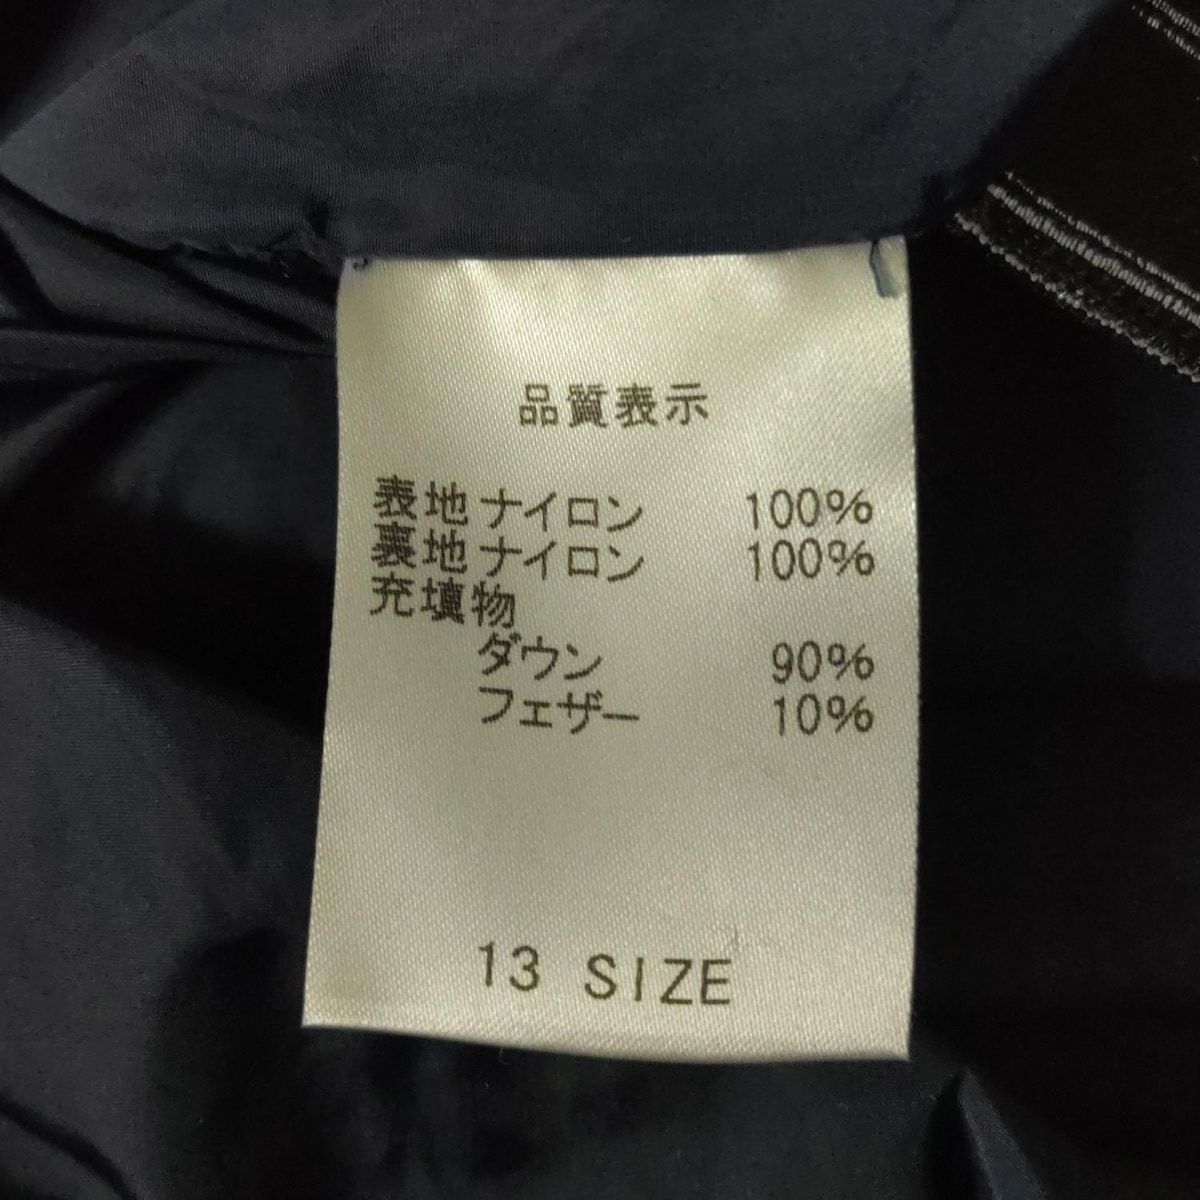 品質表示
表地 ナイロン 100%
裏地 ナイロン 100%
充填物
ダウン 90%
フェザー 10%
13 SIZE